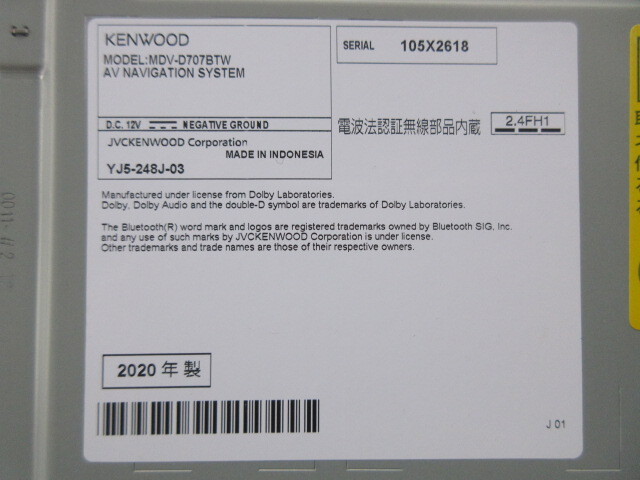 KENWOOD
MODEL:MDV-D707BTW
AV NAVIGATION SYSTEM
D.C. 12V NEGATIVE GROUND
JVCKENWOOD Corporation
MADE IN INDONESIA
YJ5-248J-03
SERIAL 105X2618
電波法認証無線部品内蔵 2.4FH1
Manufactured under license from Dolby Laboratories.
Dolby, Dolby Audio and the double-D symbol are trademarks of Dolby Laboratories.
The Bluetooth(R) word mark and logos are registered trademarks owned by Bluetooth SIG, Inc.
and any use of such marks by JVCKENWOOD Corporation is under license.
Other trademarks and trade names are those of their respective owners.
2020 年 製
J 01
3